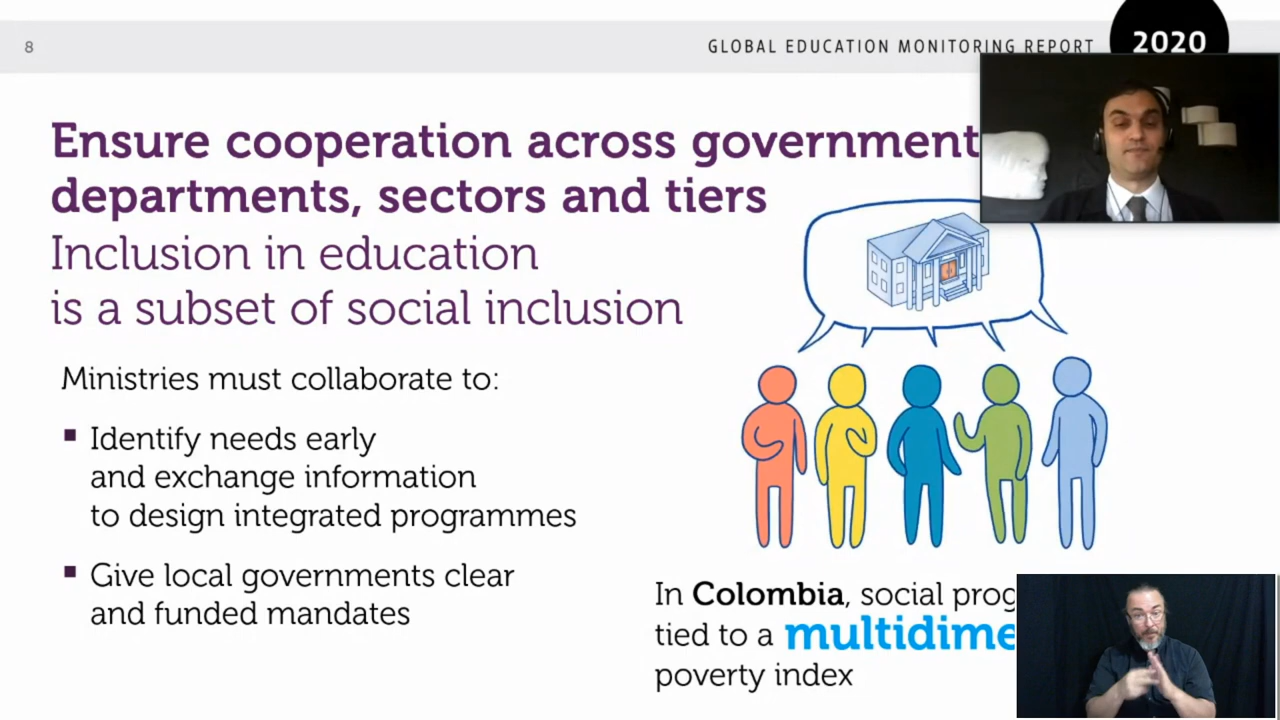 8
GLOBAL EDUCATION MONITORING REPORT
2020
Ensure cooperation across government
departments, sectors and tiers
Inclusion in education
is a subset of social inclusion
Ministries must collaborate to:
Identify needs early
and exchange information
to design integrated programmes
Give local governments clear
and funded mandates
In Colombia, social prog
tied to a multidime
poverty index